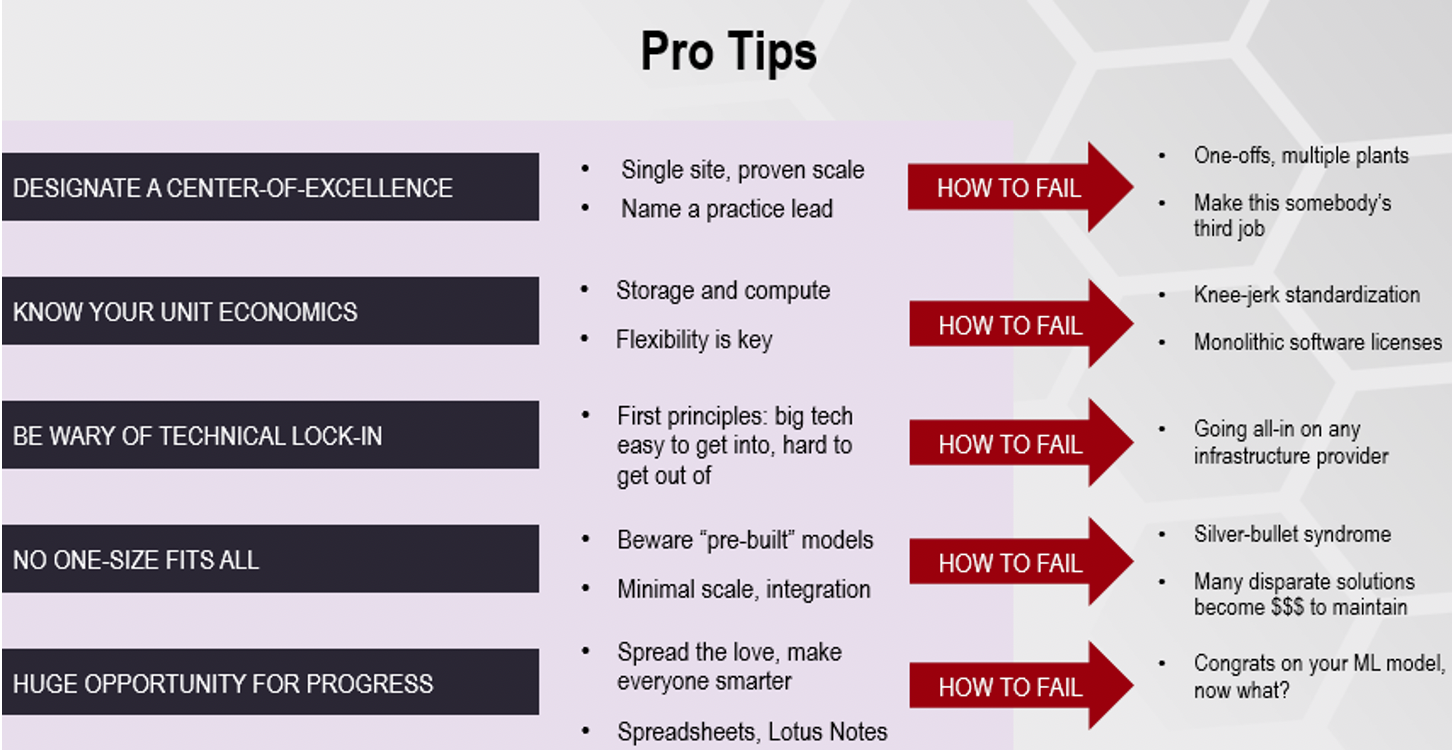 Pro Tips
DESIGNATE A CENTER-OF-EXCELLENCE
• Single site, proven scale
• Name a practice lead
HOW TO FAIL
• One-offs, multiple plants
• Make this somebody's
third job
KNOW YOUR UNIT ECONOMICS
• Storage and compute
• Flexibility is key
HOW TO FAIL
• Knee-jerk standardization
• Monolithic software licenses
BE WARY OF TECHNICAL LOCK-IN
• First principles: big tech
easy to get into, hard to
get out of
HOW TO FAIL
• Going all-in on any
infrastructure provider
NO ONE-SIZE FITS ALL
• Beware “pre-built” models
• Minimal scale, integration
HOW TO FAIL
• Silver-bullet syndrome
• Many disparate solutions
become $$$ to maintain
HUGE OPPORTUNITY FOR PROGRESS
• Spread the love, make
everyone smarter
• Spreadsheets, Lotus Notes
HOW TO FAIL
• Congrats on your ML model,
now what?